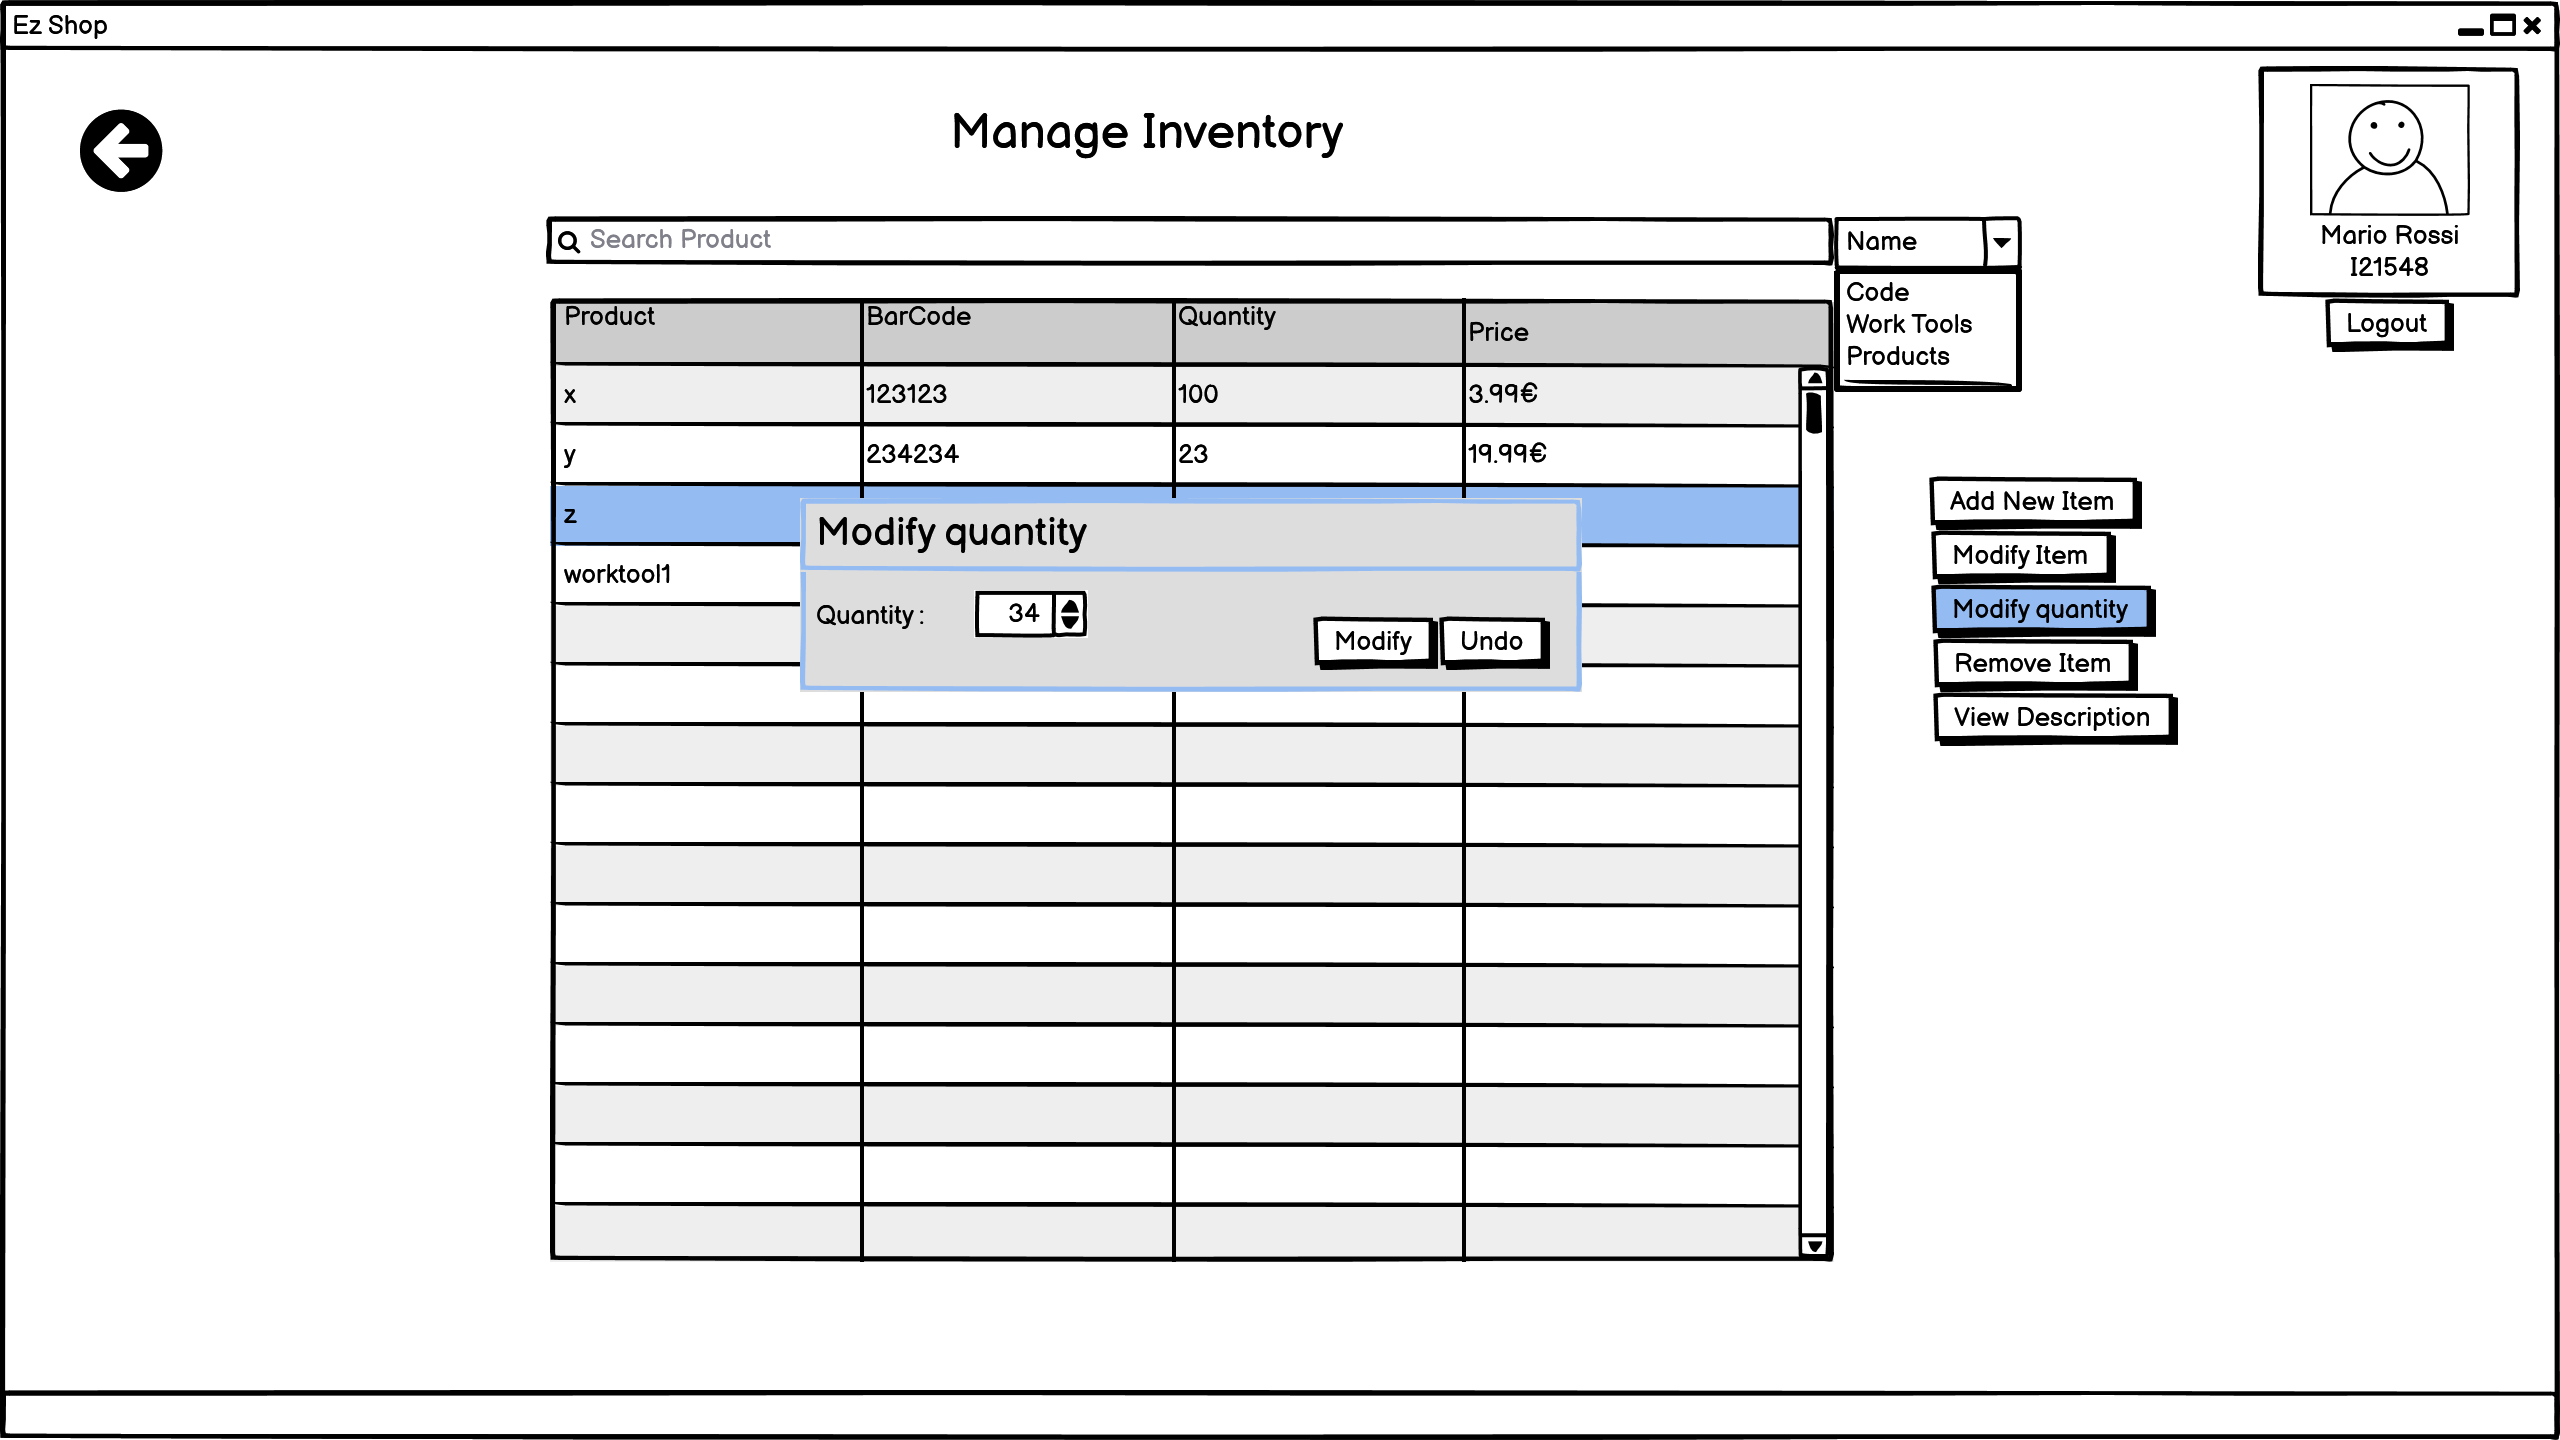 Ez Shop
Manage Inventory
Mario Rossi
I21548
Logout
Search Product
Name
Code
Work Tools
Products
Product BarCode Quantity Price
x 123123 100 3.99€
y 234234 23 19.99€
z
worktool1
Modify quantity
Quantity :
34
Modify
Undo
Add New Item
Modify Item
Modify quantity
Remove Item
View Description